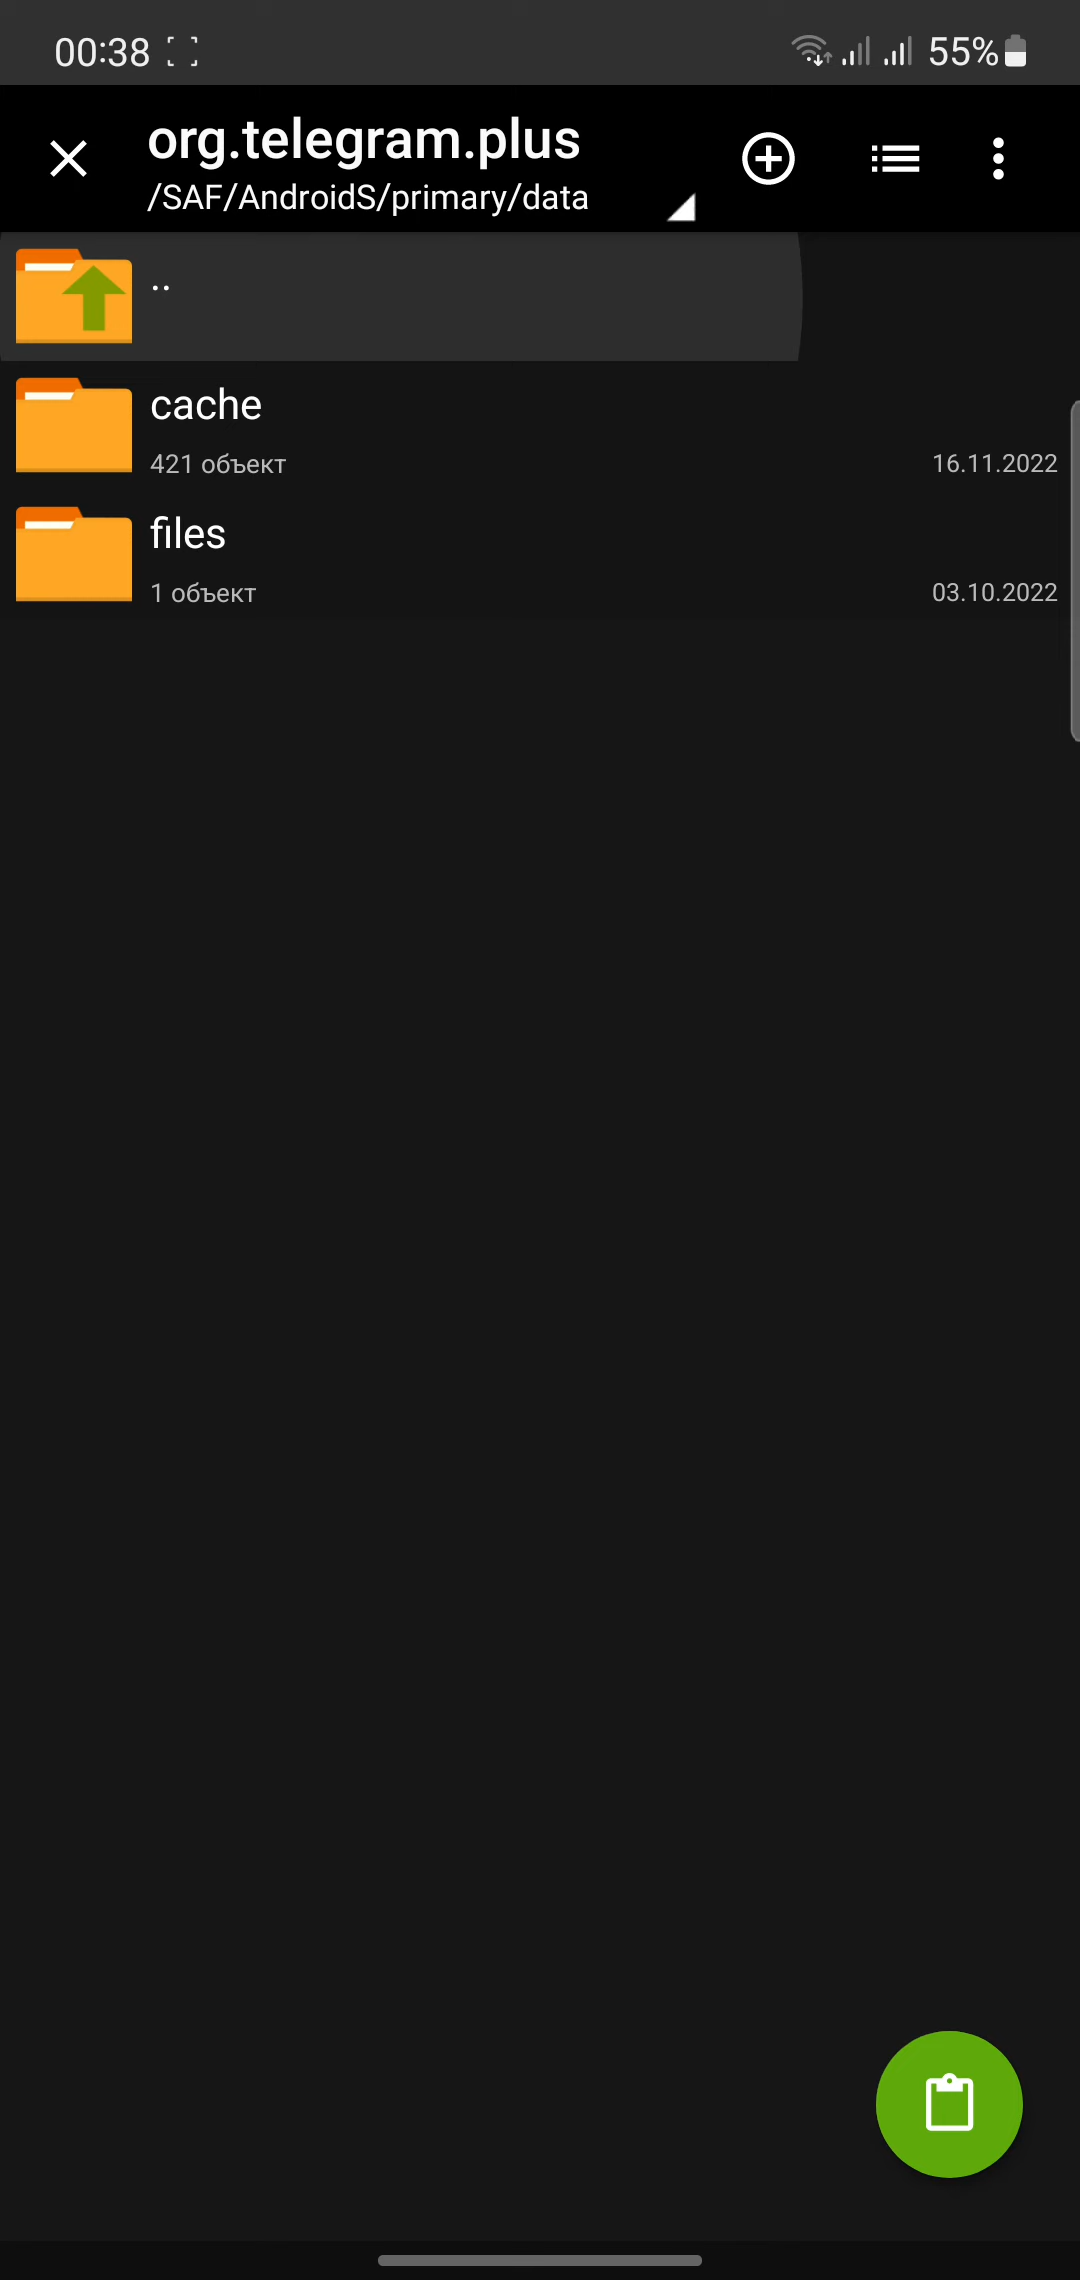 00:38 55%
org.telegram.plus
/SAF/AndroidS/primary/data
..
cache
421 объект 16.11.2022
files
1 объект 03.10.2022